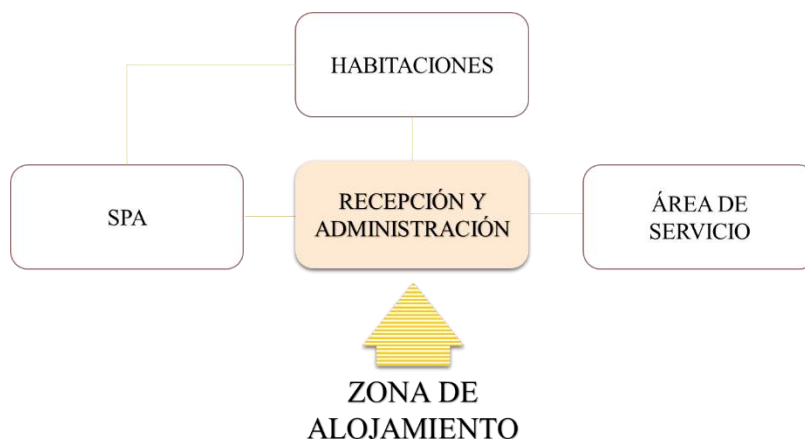 HABITACIONES
SPA
RECEPCIÓN Y
ADMINISTRACIÓN
ÁREA DE
SERVICIO
ZONA DE
ALOJAMIENTO